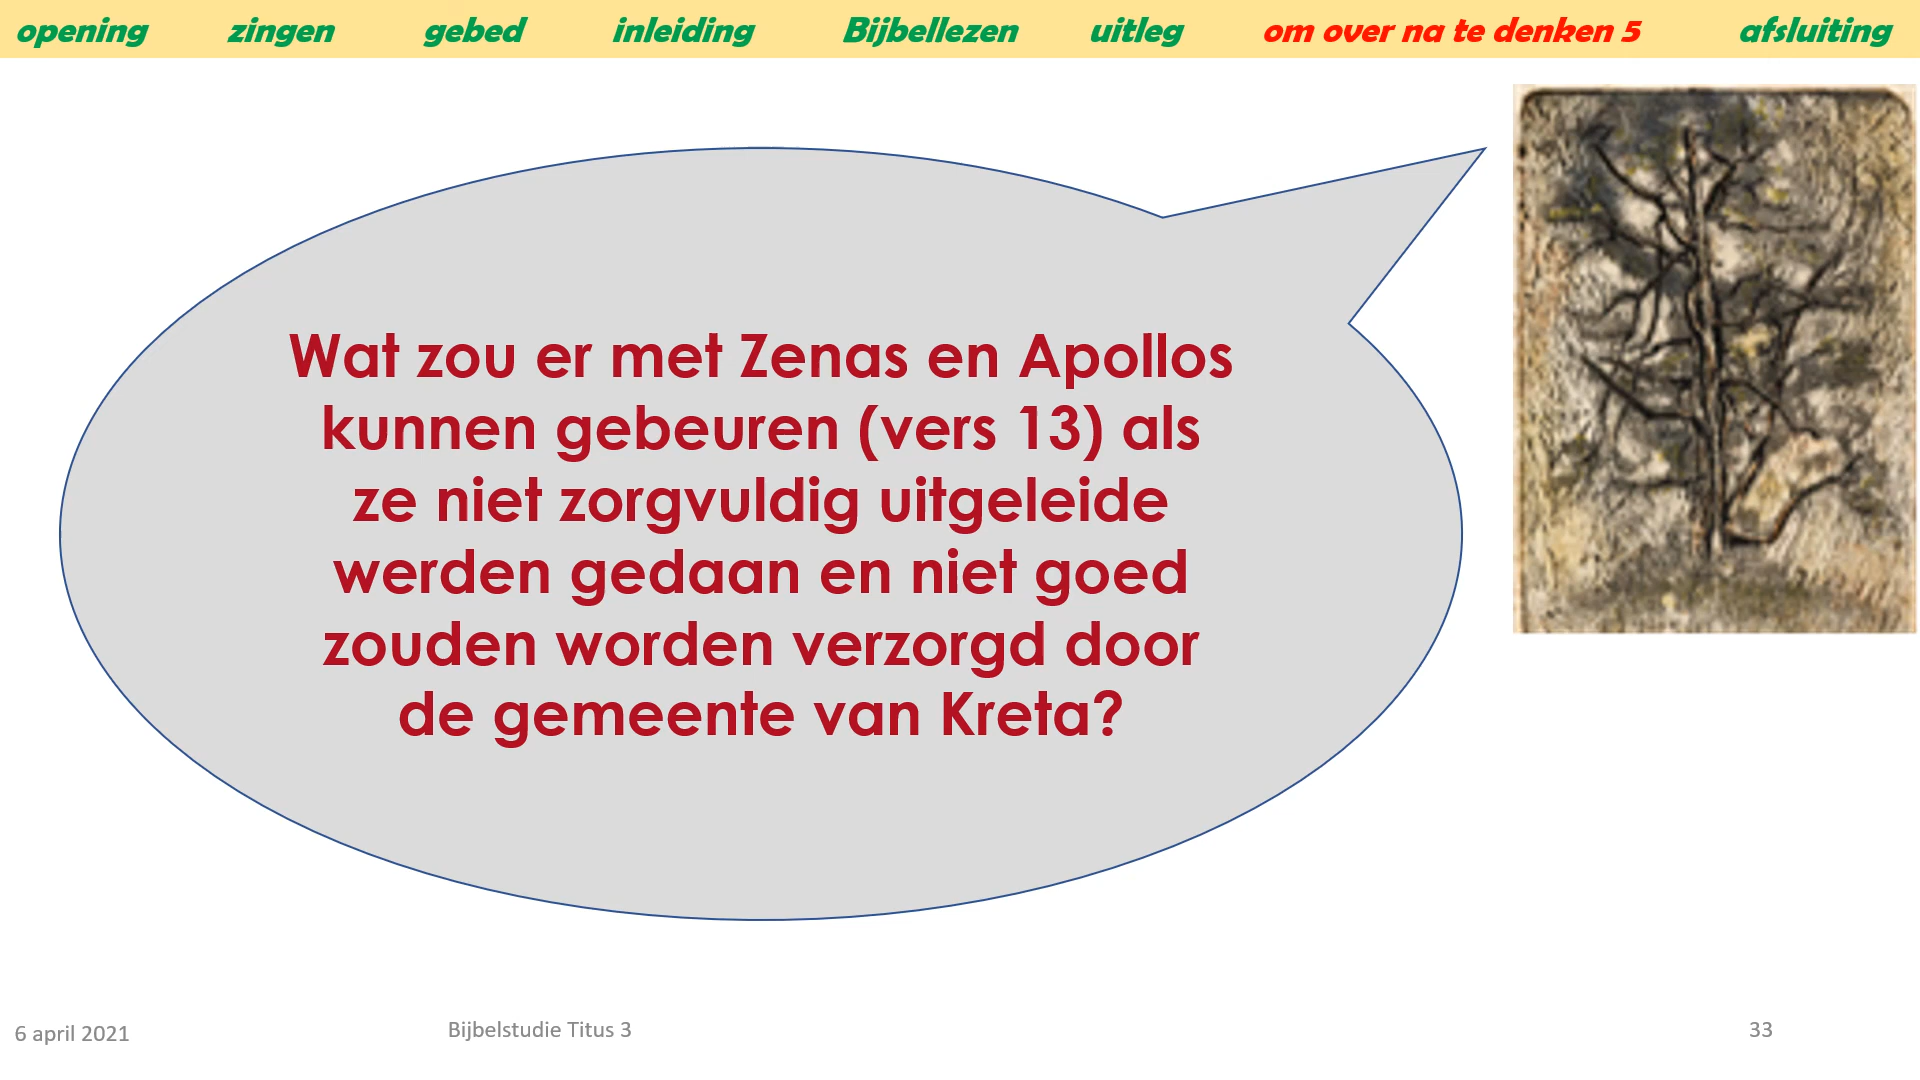 opening zingen gebed inleiding Bijbellezen uitleg om over na te denken 5 afsluiting
Wat zou er met Zenas en Apollos
kunnen gebeuren (vers 13) als
ze niet zorgvuldig uitgeleide
werden gedaan en niet goed
zouden worden verzorgd door
de gemeente van Kreta?
6 april 2021 Bijbelstudie Titus 3 33